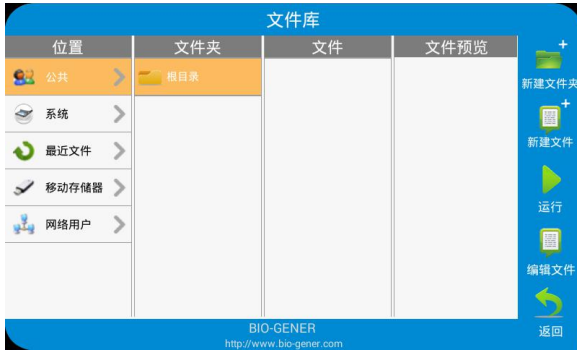 文件库
位置
文件夹
文件
文件预览
公共
根目录
系统
最近文件
移动存储器
网络用户
新建文件夹
新建文件
运行
编辑文件
返回
BIO-GENER
http://www.bio-gener.com